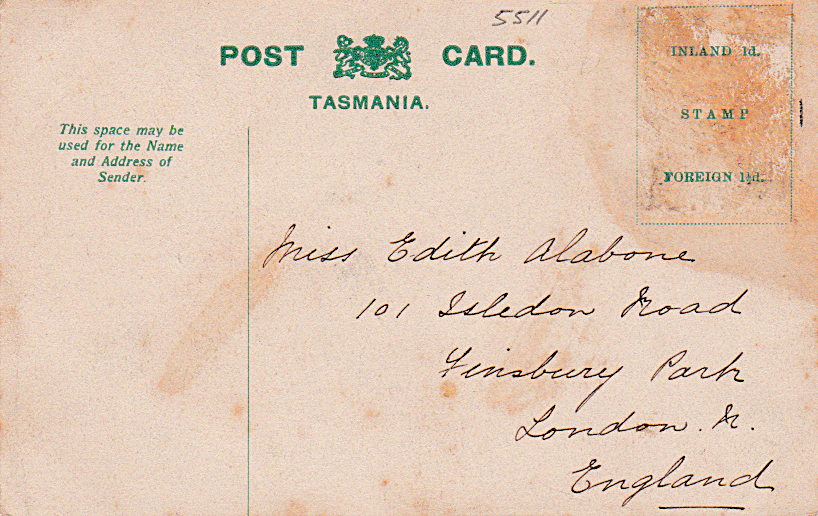 5511
POST CARD.
TASMANIA.
This space may be
used for the Name
and Address of
Sender.
INLAND 1d.
STAMP
FOREIGN 1½d.
Miss Edith Alabone
101 Isledon Road
Finsbury Park
London. N.
England